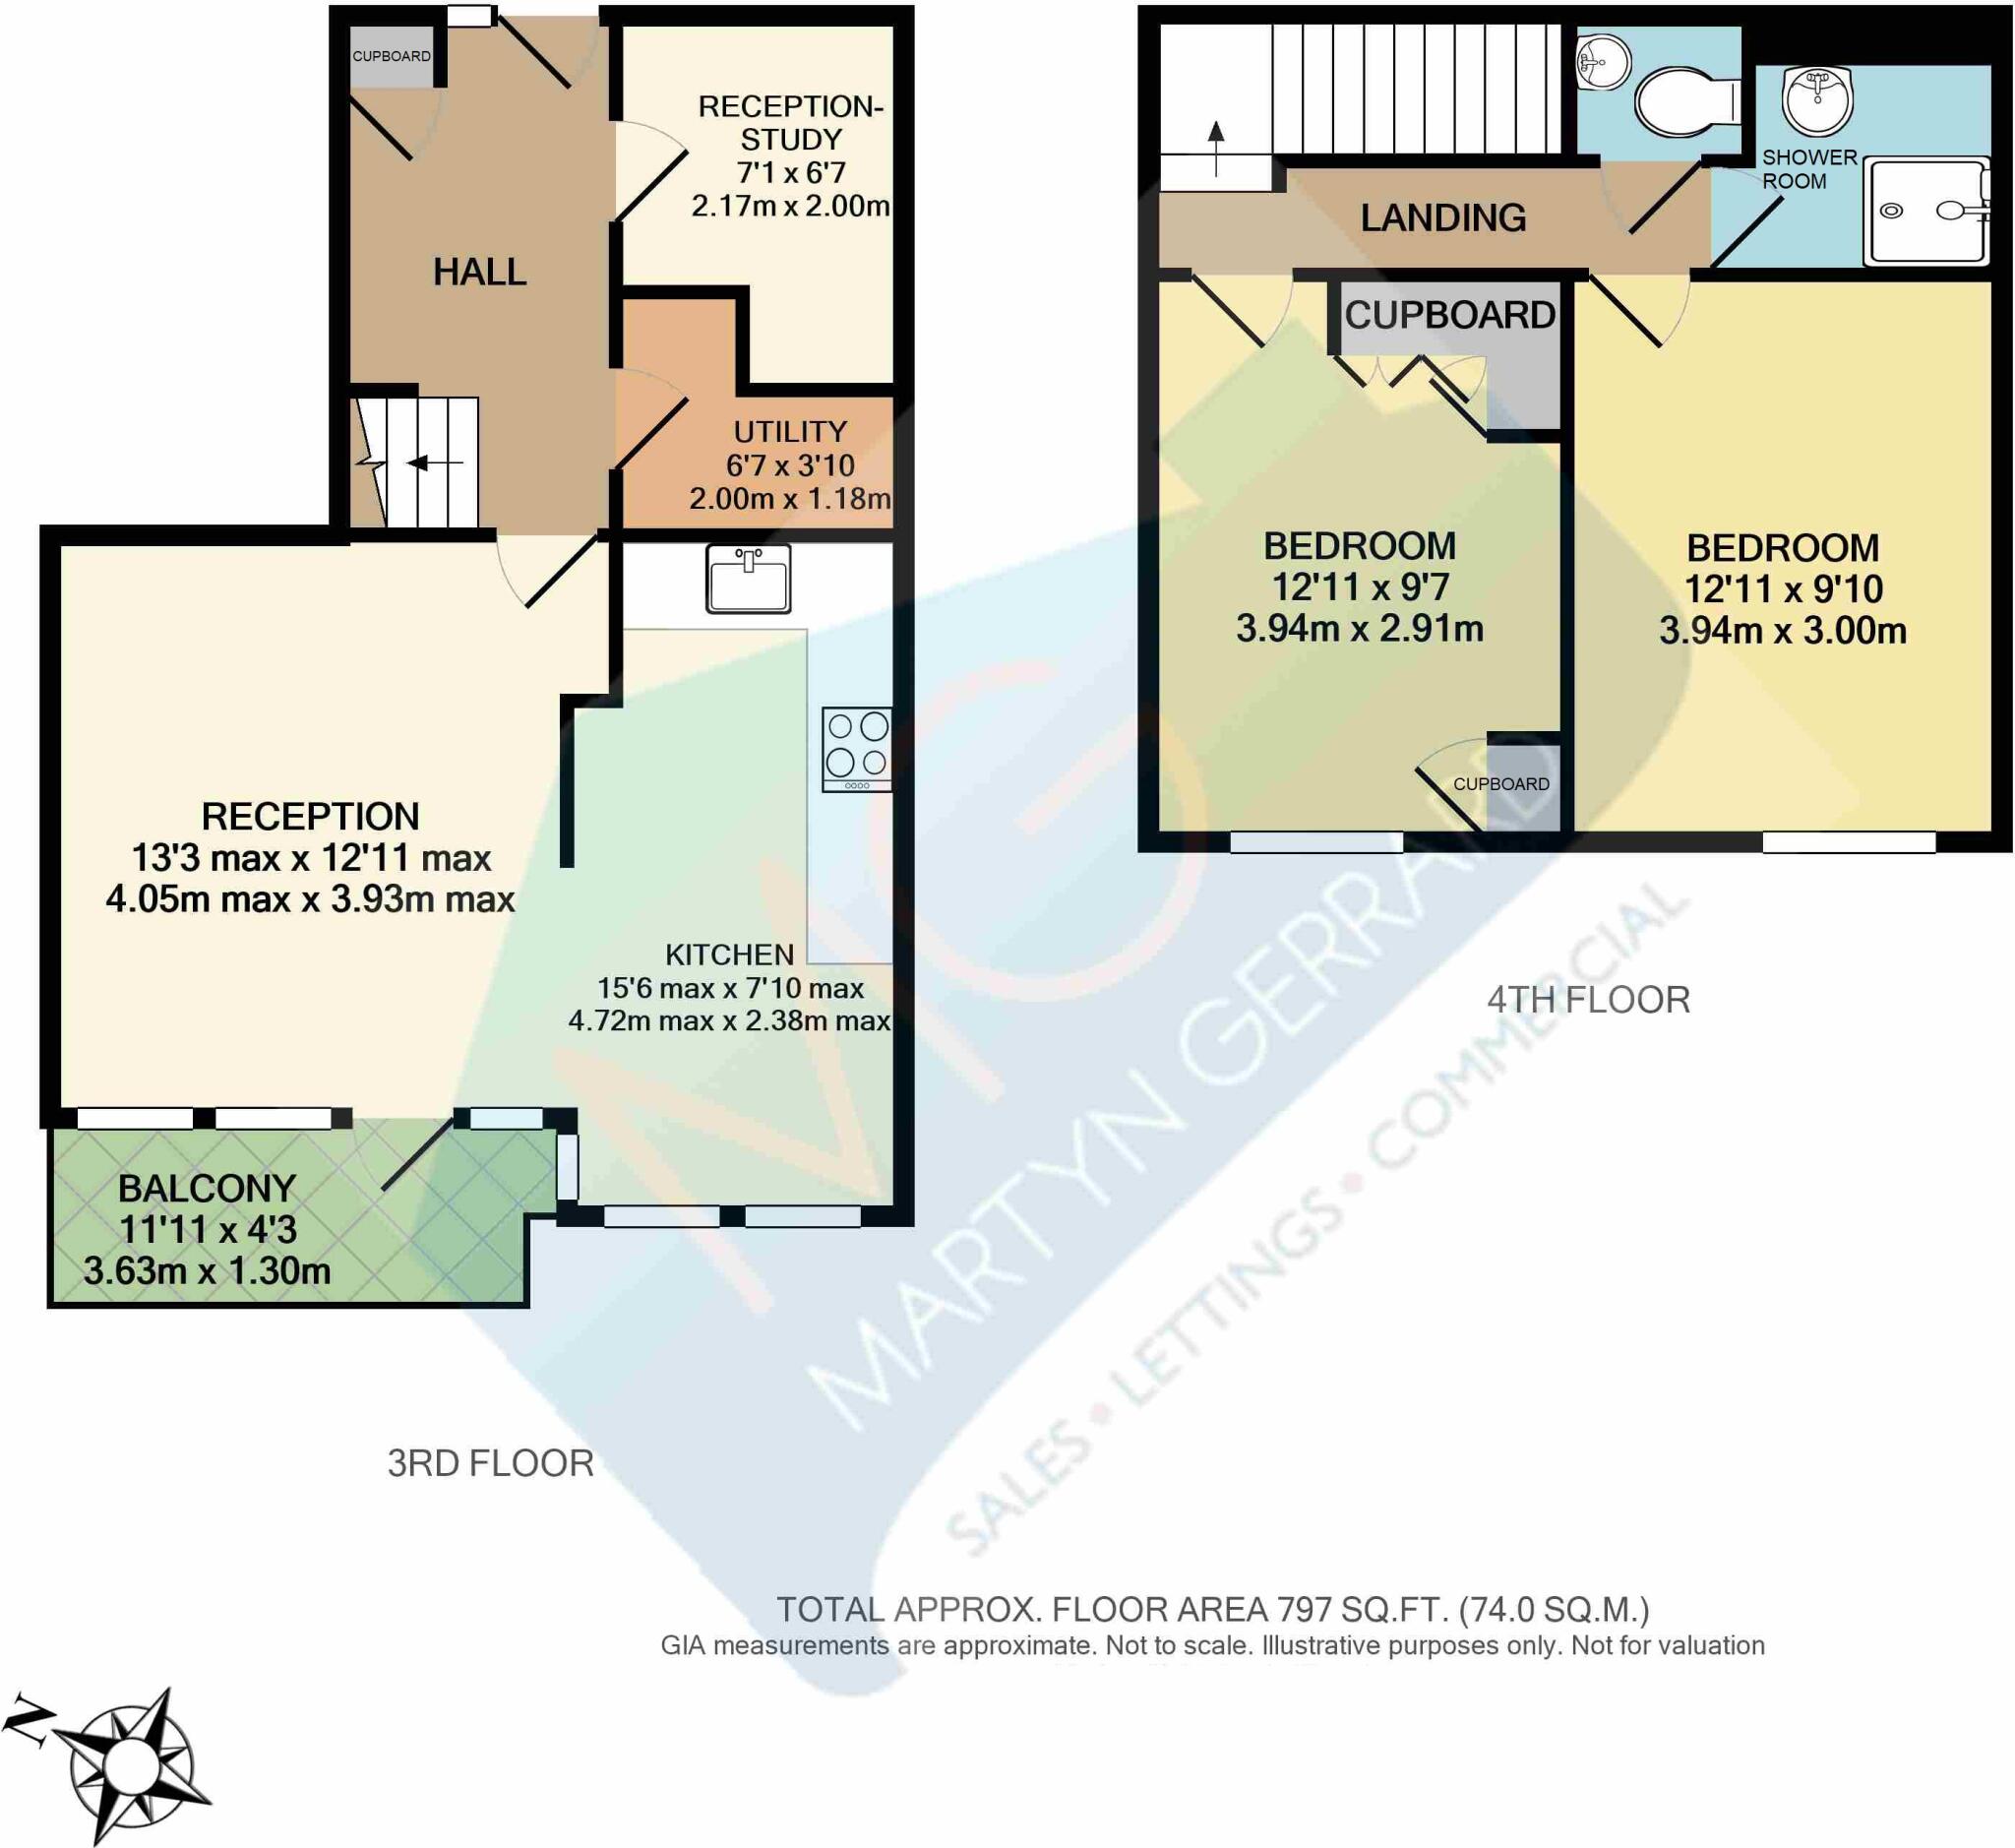 CUPBOARD
RECEPTION-
STUDY
7'1 x 6'7
2.17m x 2.00m
HALL
UTILITY
6'7 x 3'10
2.00m x 1.18m
RECEPTION
13'3 max x 12'11 max
4.05m max x 3.93m max
KITCHEN
15'6 max x 7'10 max
4.72m max x 2.38m max
BALCONY
11'11 x 4'3
3.63m x 1.30m
3RD FLOOR
SHOWER
ROOM
LANDING
CUPBOARD
BEDROOM
12'11 x 9'7
3.94m x 2.91m
BEDROOM
12'11 x 9'10
3.94m x 3.00m
CUPBOARD
4TH FLOOR
MG
MARTYN GERRARD
SALES • LETTINGS • COMMERCIAL
TOTAL APPROX. FLOOR AREA 797 SQ.FT. (74.0 SQ.M.)
GIA measurements are approximate. Not to scale. Illustrative purposes only. Not for valuation
N